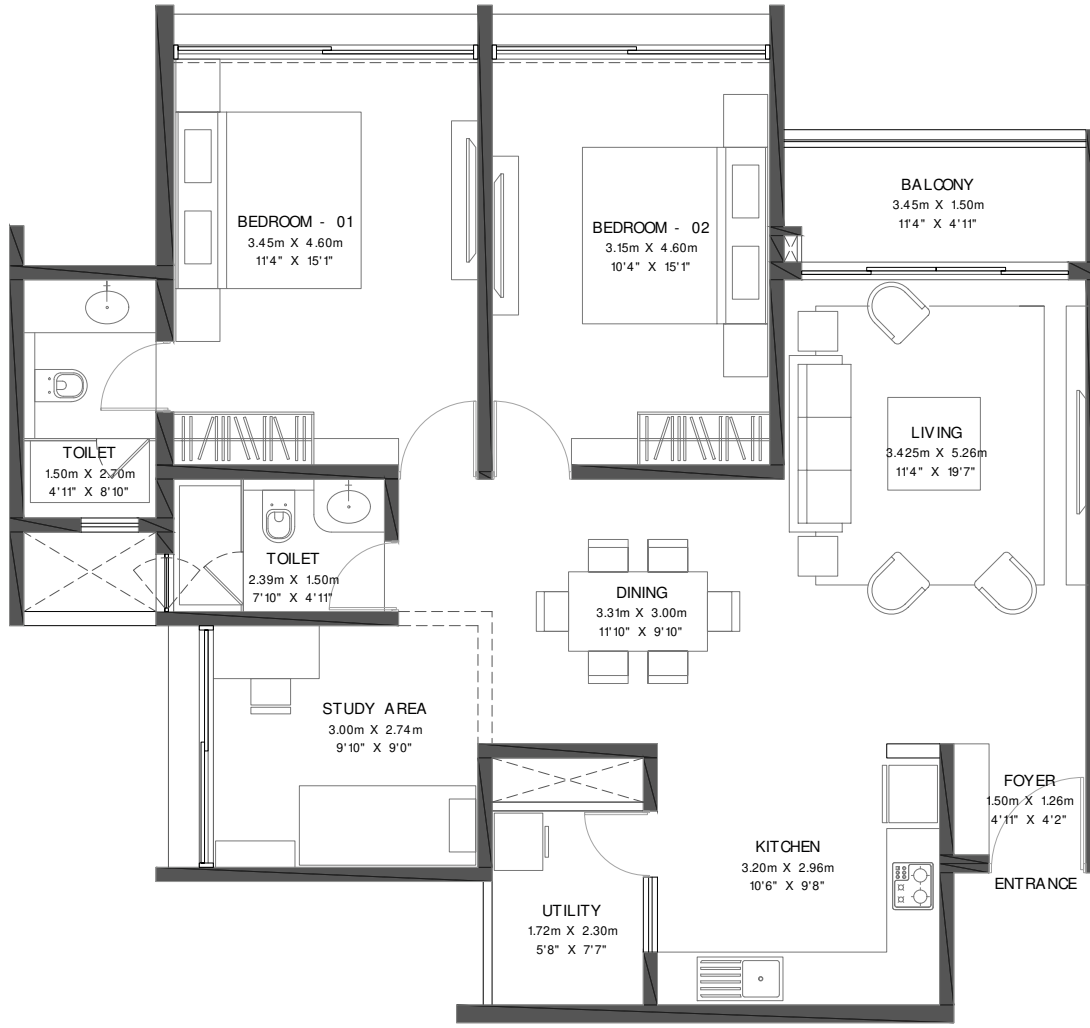 BALCONY
3.45m X 1.50m
11'4" X 4'11"
BEDROOM - 01
3.45m X 4.60m
11'4" X 15'1"
BEDROOM - 02
3.15m X 4.60m
10'4" X 15'1"
LIVING
3.425m X 5.26m
11'4" X 19'7"
TOILET
1.50m X 2.70m
4'11" X 8'10"
TOILET
2.39m X 1.50m
7'10" X 4'11"
DINING
3.31m X 3.00m
11'10" X 9'10"
STUDY AREA
3.00m X 2.74m
9'10" X 9'0"
FOYER
1.50m X 1.26m
4'11" X 4'2"
KITCHEN
3.20m X 2.96m
10'6" X 9'8"
ENTRANCE
UTILITY
1.72m X 2.30m
5'8" X 7'7"